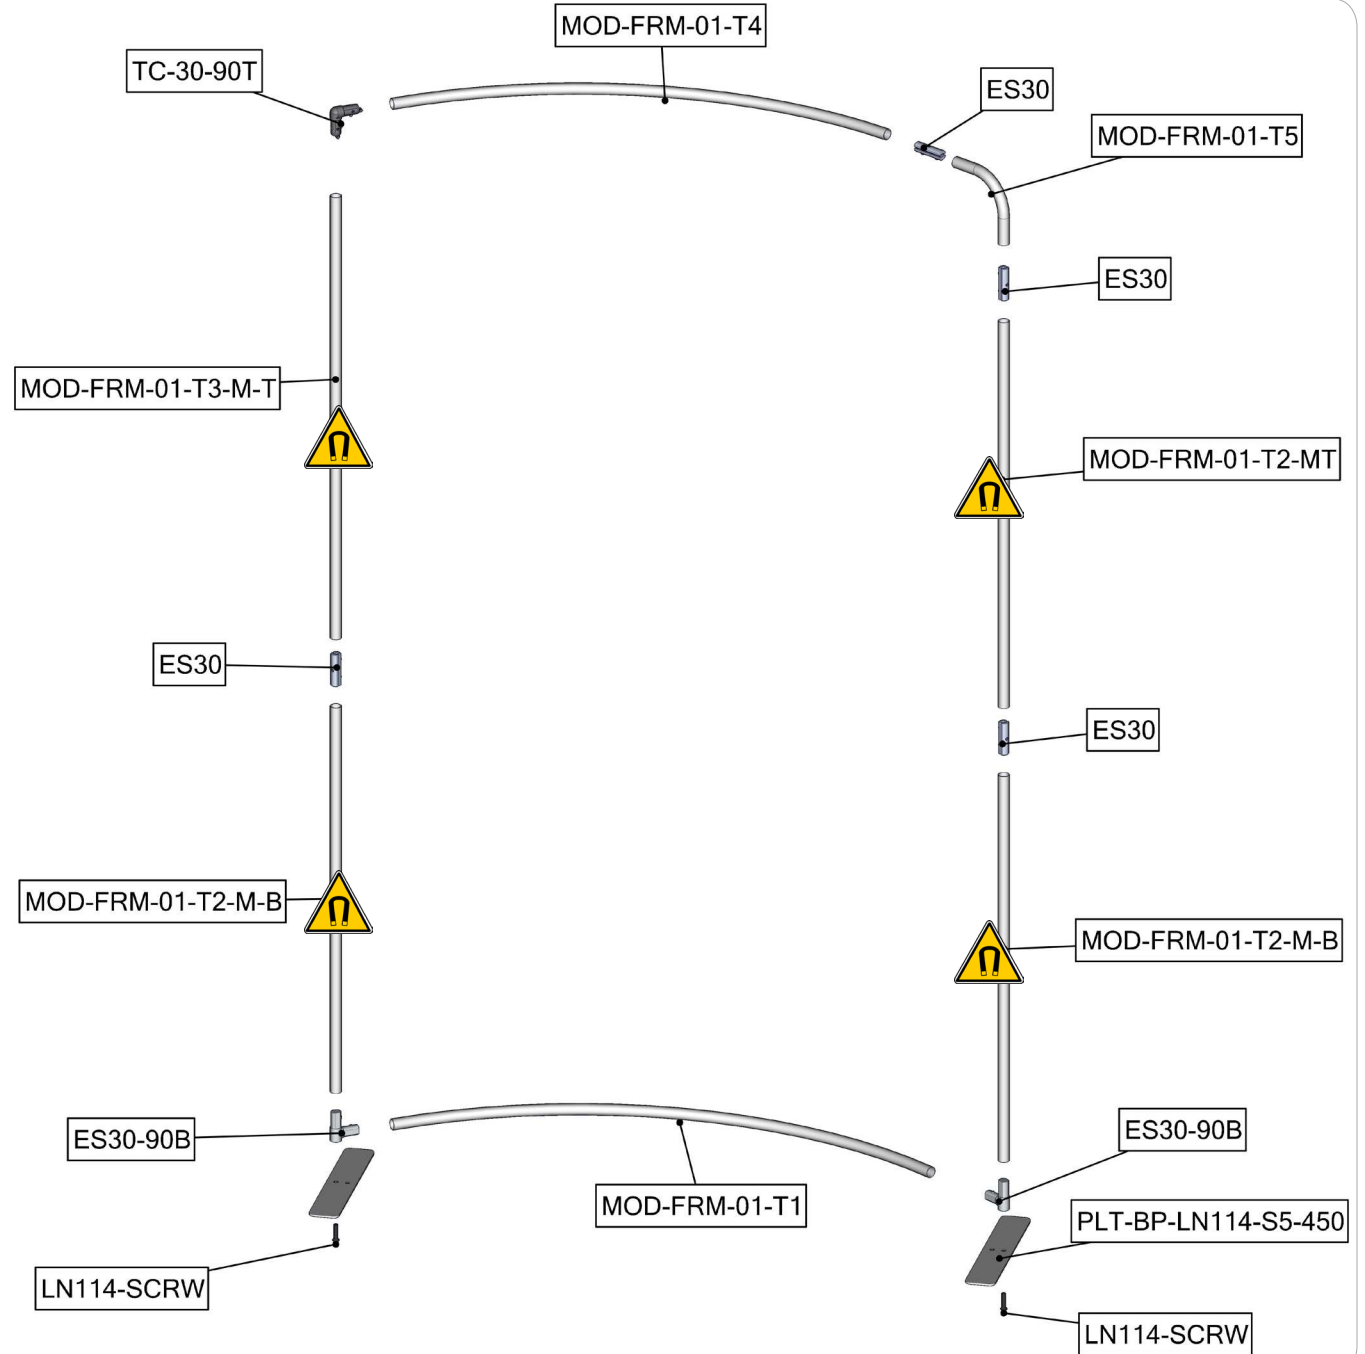 MOD-FRM-01-T4
TC-30-90T
ES30
MOD-FRM-01-T5
ES30
MOD-FRM-01-T3-M-T
MOD-FRM-01-T2-MT
ES30
ES30
MOD-FRM-01-T2-M-B
MOD-FRM-01-T2-M-B
ES30-90B
ES30-90B
MOD-FRM-01-T1
PLT-BP-LN114-S5-450
LN114-SCRW
LN114-SCRW